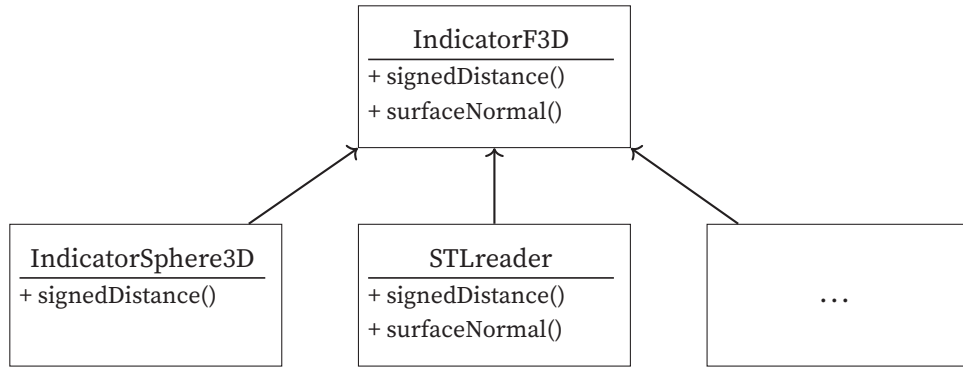 IndicatorF3D
+ signedDistance()
+ surfaceNormal()
IndicatorSphere3D
+ signedDistance()
STLreader
+ signedDistance()
+ surfaceNormal()
...